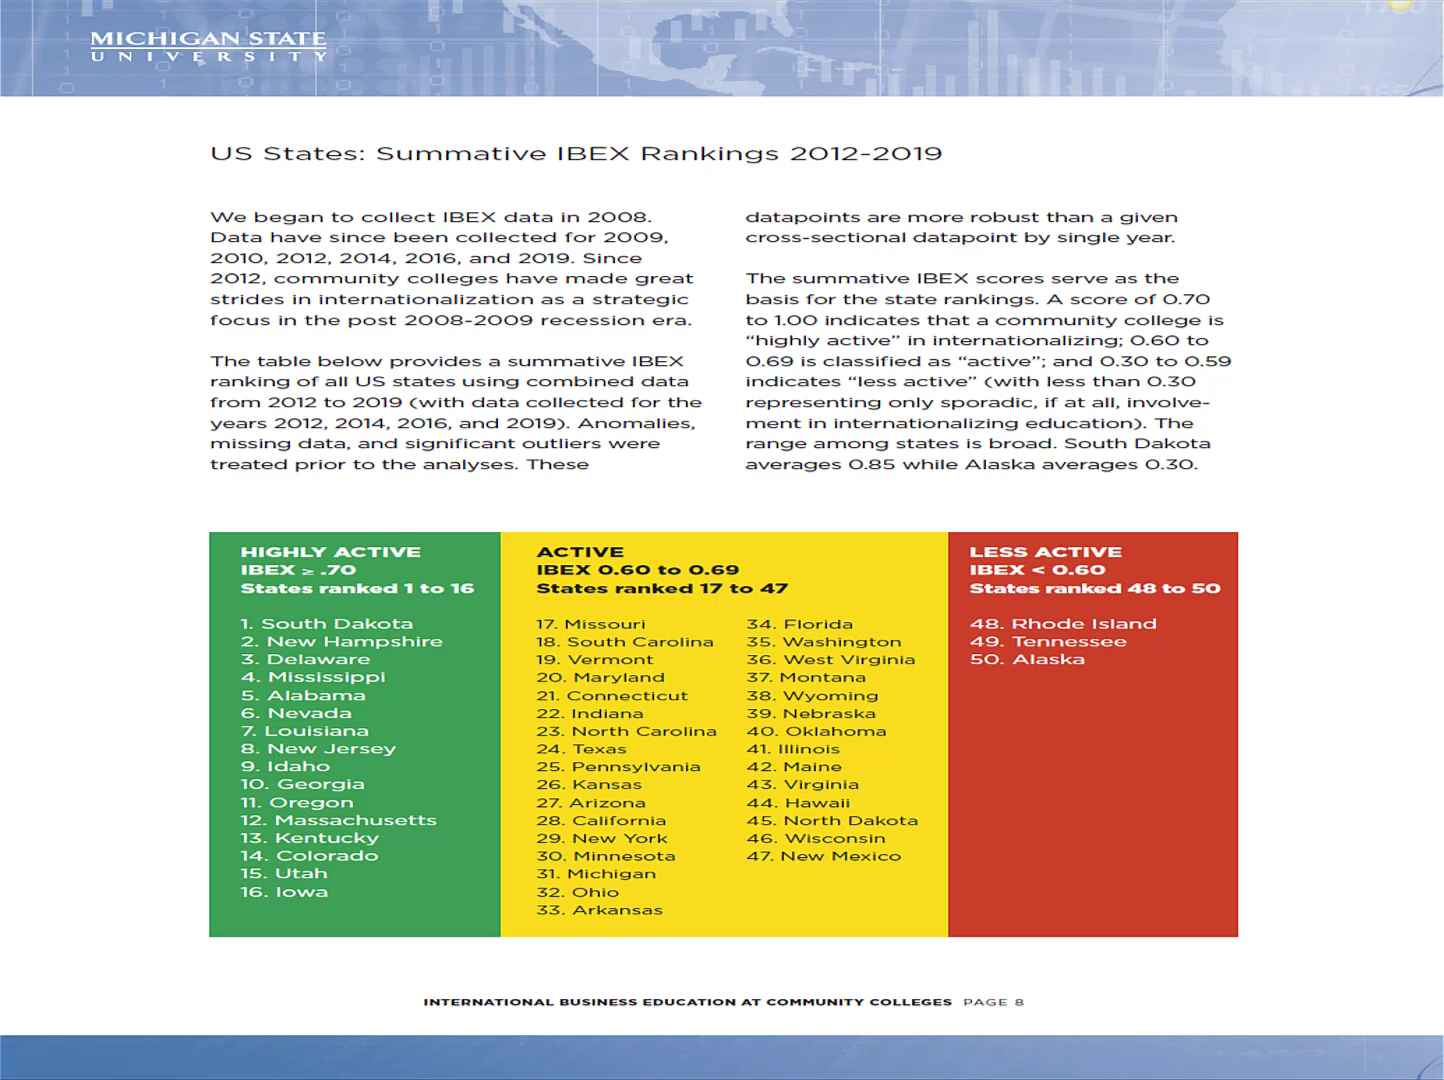 MICHIGAN STATE
UNIVERSITY
US States: Summative IBEX Rankings 2012-2019
We began to collect IBEX data in 2008.
Data have since been collected for 2009,
2010, 2012, 2014, 2016, and 2019. Since
2012, community colleges have made great
strides in internationalization as a strategic
focus in the post 2008-2009 recession era.
The table below provides a summative IBEX
ranking of all US states using combined data
from 2012 to 2019 (with data collected for the
years 2012, 2014, 2016, and 2019). Anomalies,
missing data, and significant outliers were
treated prior to the analyses. These
datapoints are more robust than a given
cross-sectional datapoint by single year.
The summative IBEX scores serve as the
basis for the state rankings. A score of 0.70
to 1.00 indicates that a community college is
“highly active” in internationalizing; 0.60 to
0.69 is classified as “active”; and 0.30 to 0.59
indicates “less active” (with less than 0.30
representing only sporadic, if at all, involve-
ment in internationalizing education). The
range among states is broad. South Dakota
averages 0.85 while Alaska averages 0.30.
HIGHLY ACTIVE
IBEX ≥ .70
States ranked 1 to 16
1. South Dakota
2. New Hampshire
3. Delaware
4. Mississippi
5. Alabama
6. Nevada
7. Louisiana
8. New Jersey
9. Idaho
10. Georgia
11. Oregon
12. Massachusetts
13. Kentucky
14. Colorado
15. Utah
16. Iowa
ACTIVE
IBEX 0.60 to 0.69
States ranked 17 to 47
17. Missouri
18. South Carolina
19. Vermont
20. Maryland
21. Connecticut
22. Indiana
23. North Carolina
24. Texas
25. Pennsylvania
26. Kansas
27. Arizona
28. California
29. New York
30. Minnesota
31. Michigan
32. Ohio
33. Arkansas
34. Florida
35. Washington
36. West Virginia
37. Montana
38. Wyoming
39. Nebraska
40. Oklahoma
41. Illinois
42. Maine
43. Virginia
44. Hawaii
45. North Dakota
46. Wisconsin
47. New Mexico
LESS ACTIVE
IBEX < 0.60
States ranked 48 to 50
48. Rhode Island
49. Tennessee
50. Alaska
INTERNATIONAL BUSINESS EDUCATION AT COMMUNITY COLLEGES PAGE 8